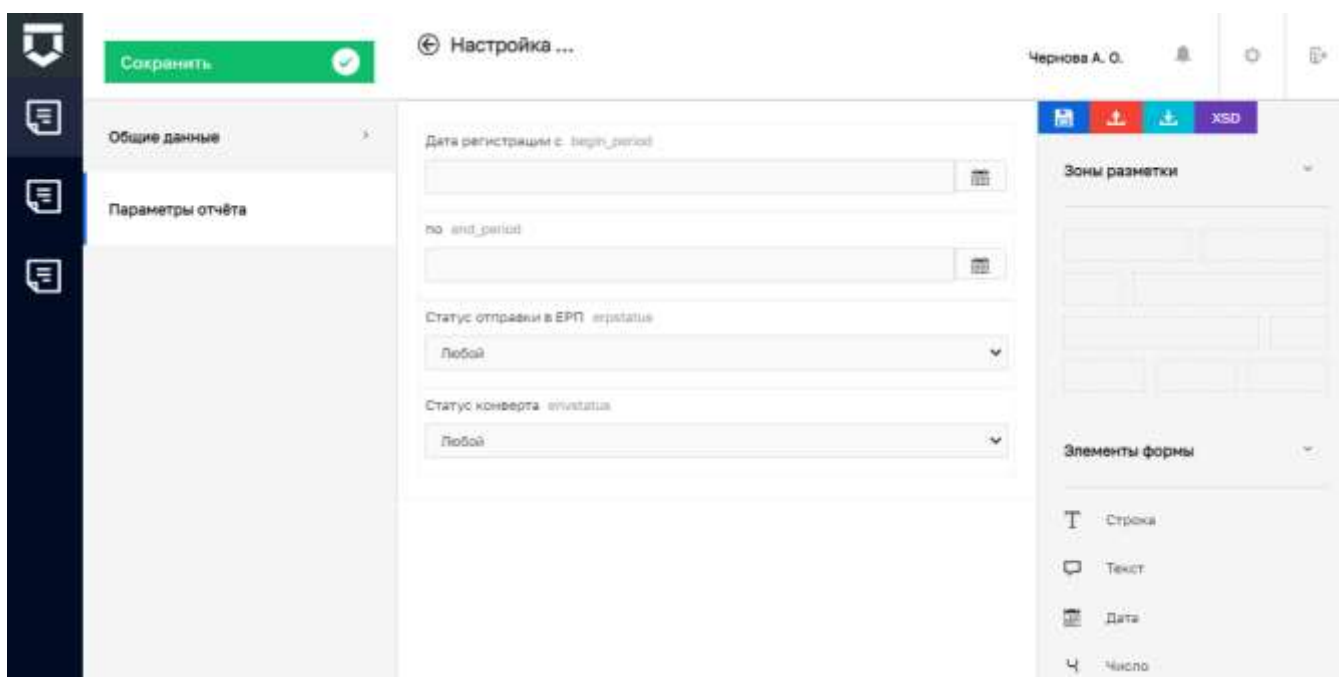 Сохранить
Настройка ...
Чернова А. О.
Общие данные
Параметры отчёта
Дата регистрации с begin_period
по end_period
Статус отправки в ЕРП erpstatus
Любой
Статус конверта envstatus
Любой
XSD
Зоны разметки
Элементы формы
Строка
Текст
Дата
Число